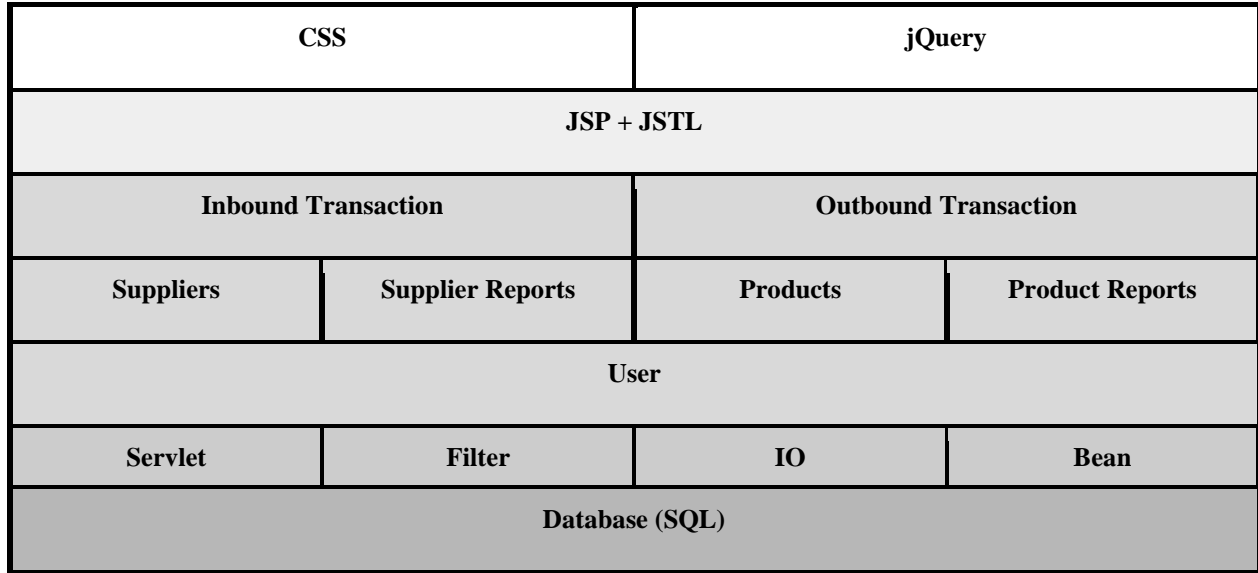 CSS jQuery
JSP + JSTL
Inbound Transaction Outbound Transaction
Suppliers Supplier Reports Products Product Reports
User
Servlet Filter IO Bean
Database (SQL)